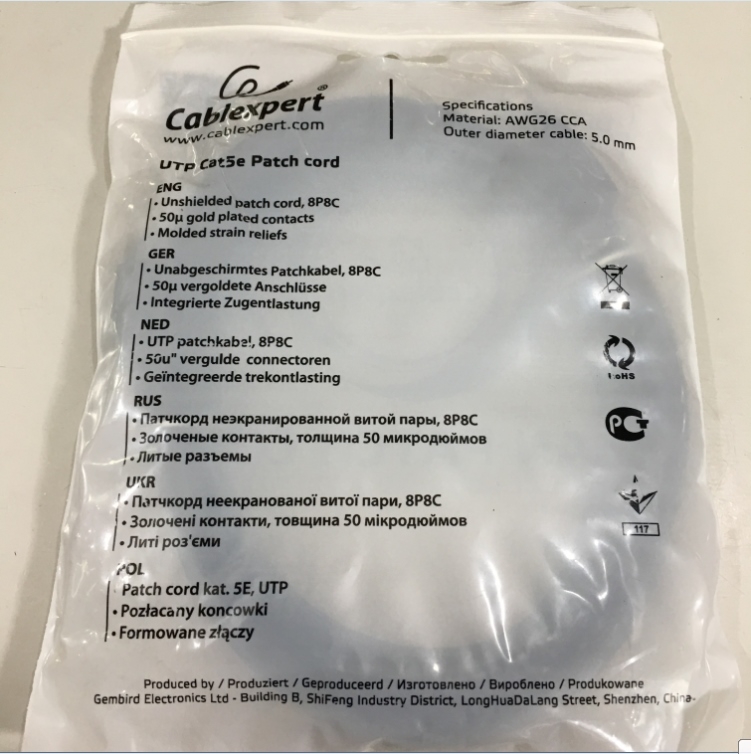 Cablexpert®
www.cablexpert.com
Specifications
Material: AWG26 CCA
Outer diameter cable: 5.0 mm
UTP Cat5e Patch cord
ENG
• Unshielded patch cord, 8P8C
• 50µ gold plated contacts
• Molded strain reliefs
GER
• Unabgeschirmtes Patchkabel, 8P8C
• 50µ vergoldete Anschlüsse
• Integrierte Zugentlastung
NED
• UTP patchkabel, 8P8C
• 50u" vergulde connectoren
• Geïntegreerde trekontlasting
RUS
• Патчкорд неэкранированной витой пары, 8P8C
• Золоченые контакты, толщина 50 микродюймов
• Литые разъемы
UKR
• Патчкорд неекранованої витої пари, 8P8C
• Золочені контакти, товщина 50 мікродюймов
• Литі роз'єми
POL
Patch cord kat. 5E, UTP
• Pozłacany koncowki
• Formowane złączy
RoHS
РСТ
117
Produced by / Produziert / Geproduceerd / Изготовлено / Вироблено / Produkowane
Gembird Electronics Ltd - Building B, ShiFeng Industry District, LongHuaDaLang Street, Shenzhen, China-